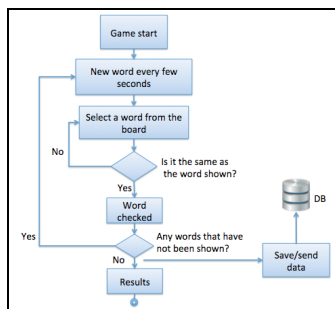 Game start
New word every few
seconds
Select a word from the
board
No
Is it the same as
the word shown?
Yes
Word
checked
DB
Yes
Any words that have
not been shown?
No
Save/send
data
Results